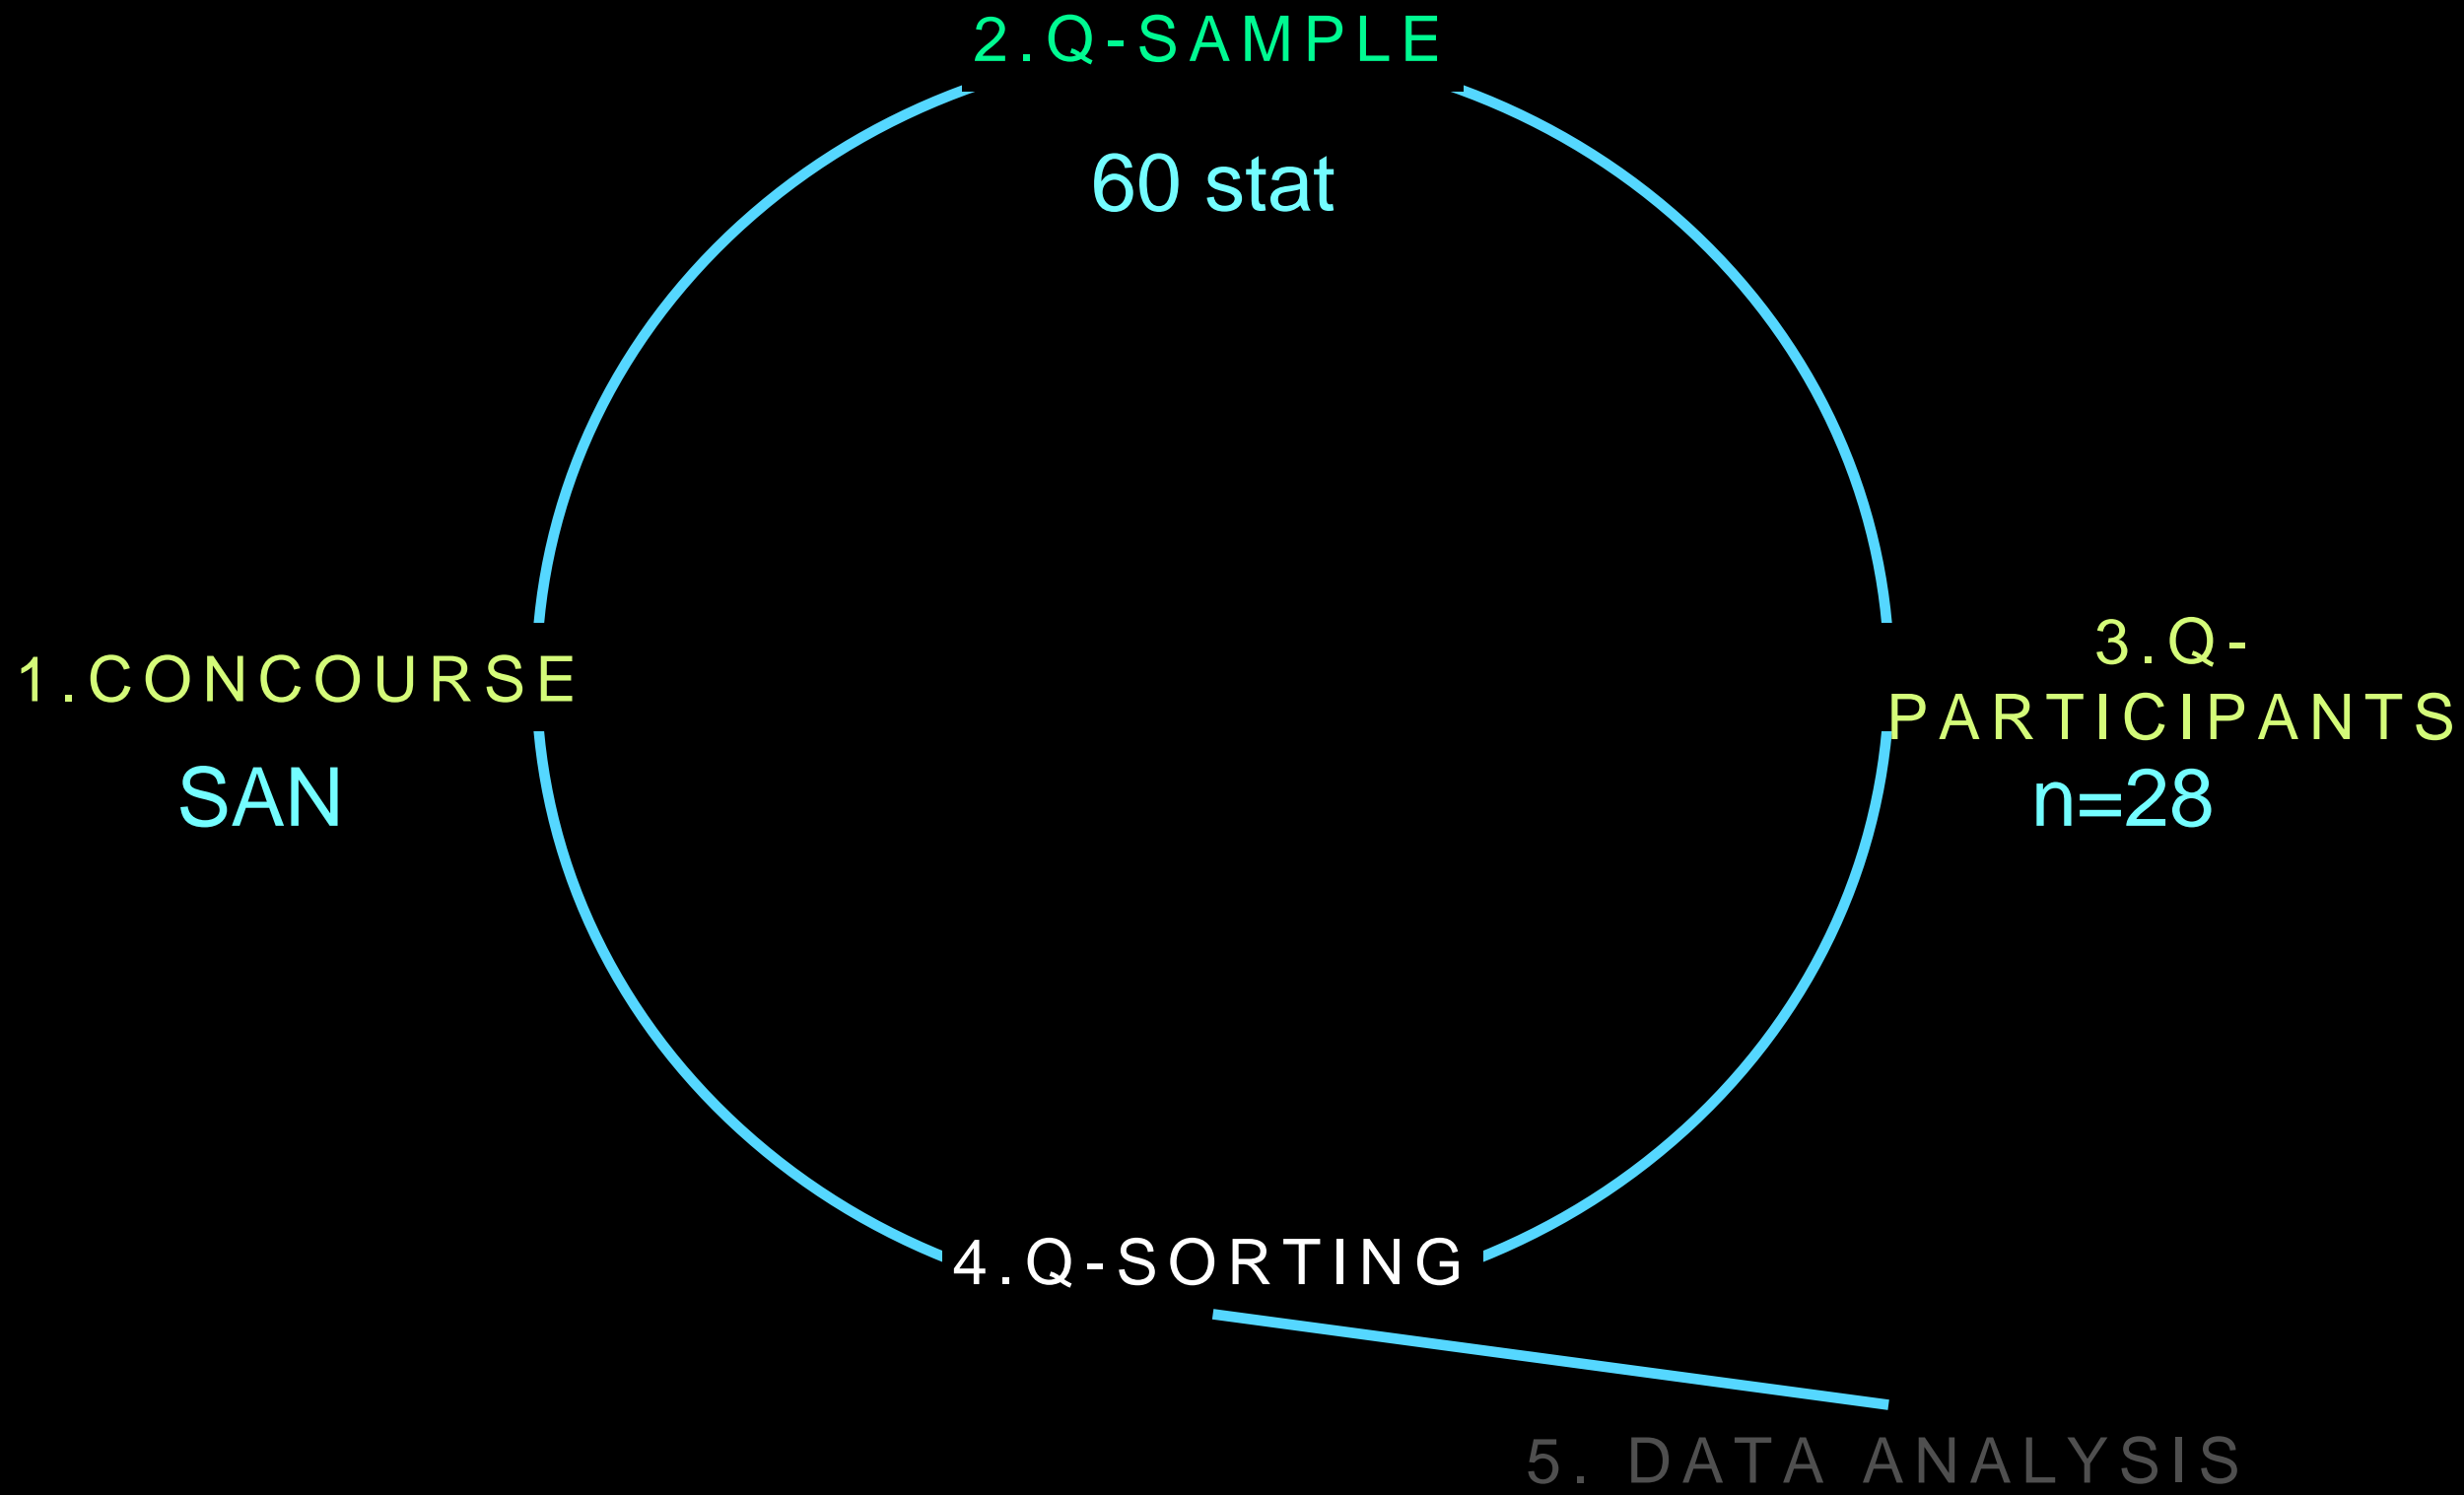 2.Q-SAMPLE
60 stat
1.CONCOURSE
SAN
3.Q-
PARTICIPANTS
n=28
4.Q-SORTING
5. DATA ANALYSIS